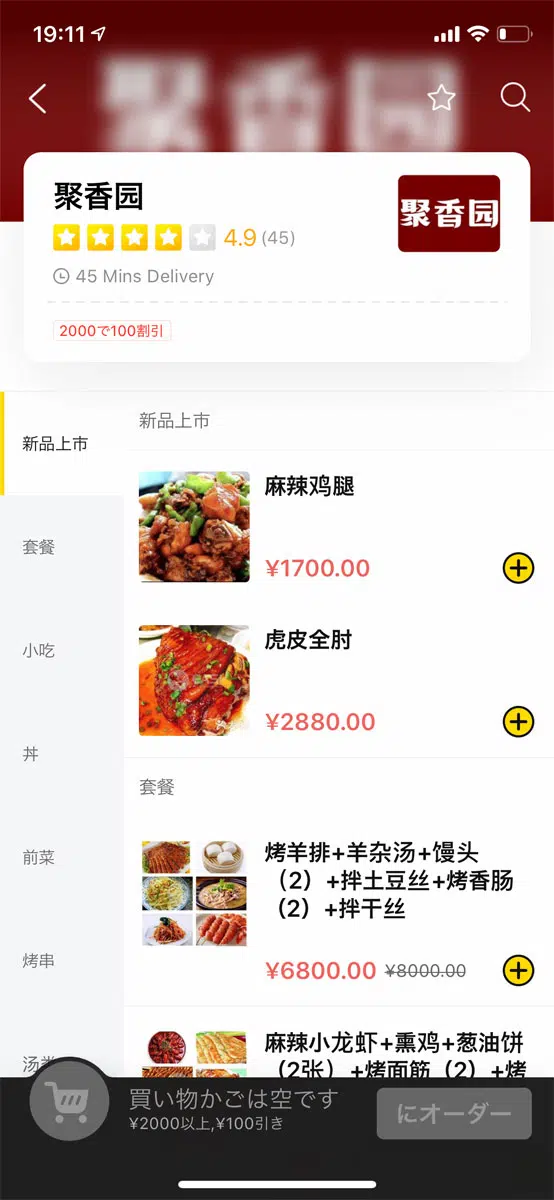 19:11
聚香园
聚香园
聚香园
4.9 (45)
45 Mins Delivery
2000で100割引
新品上市
套餐
小吃
丼
前菜
烤串
汤类
新品上市
麻辣鸡腿
¥1700.00
虎皮全肘
¥2880.00
套餐
烤羊排+羊杂汤+馒头
（2）+拌土豆丝+烤香肠
（2）+拌干丝
¥6800.00 ¥8000.00
麻辣小龙虾+熏鸡+葱油饼
（2张）+烤面筋（2）+烤
買い物かごは空です
¥2000以上,¥100引き
にオーダー